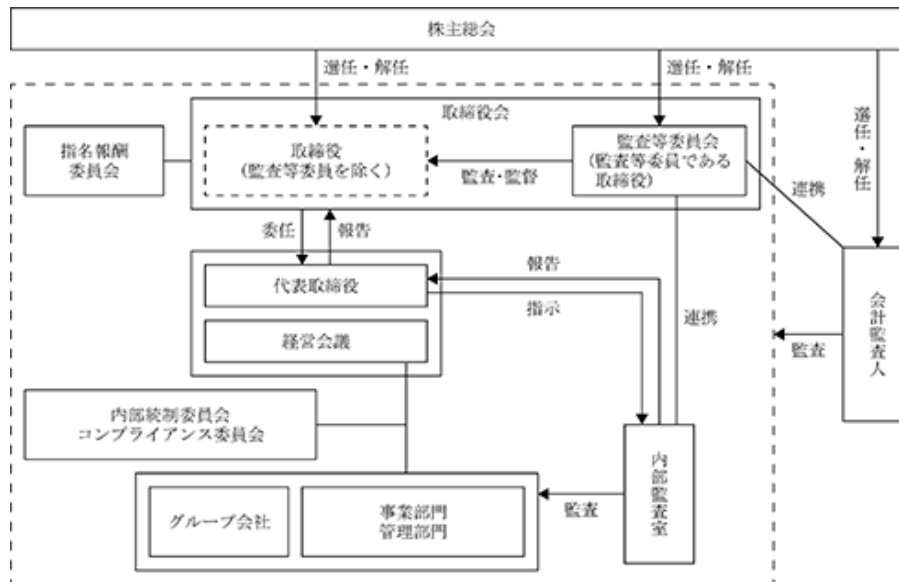 株主総会
選任・解任
選任・解任
選任・解任
取締役会
指名報酬
委員会
取締役
(監査等委員を除く)
監査・監督
監査等委員会
(監査等委員である
取締役)
連携
委任
報告
代表取締役
経営会議
報告
指示
連携
監査
会計監査人
内部統制委員会
コンプライアンス委員会
グループ会社
事業部門
管理部門
監査
内部監査室